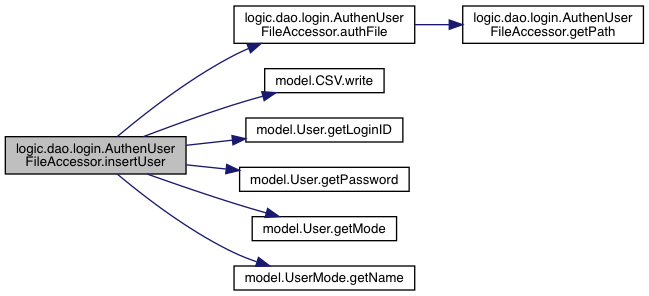 logic.dao.login.AuthenUser
FileAccessor.authFile
logic.dao.login.AuthenUser
FileAccessor.getPath
model.CSV.write
model.User.getLoginID
logic.dao.login.AuthenUser
FileAccessor.insertUser
model.User.getPassword
model.User.getMode
model.UserMode.getName